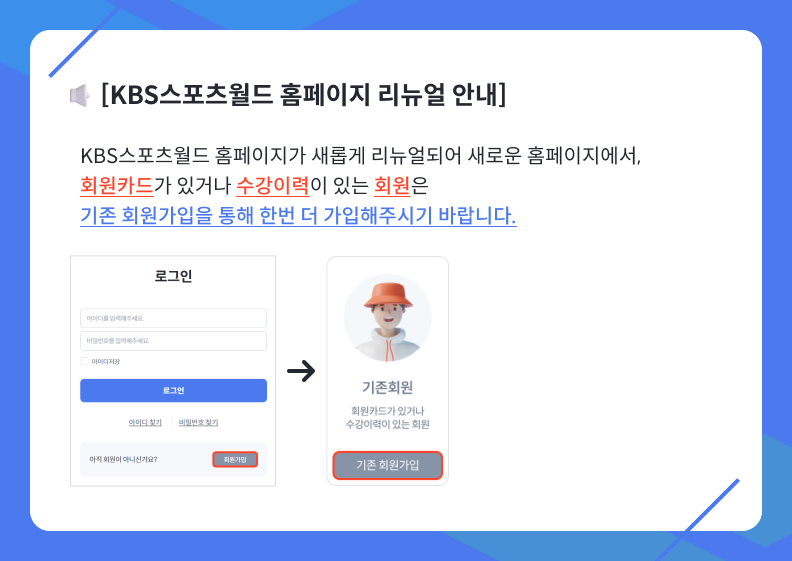 [KBS스포츠월드 홈페이지 리뉴얼 안내]
KBS스포츠월드 홈페이지가 새롭게 리뉴얼되어 새로운 홈페이지에서,
회원카드가 있거나 수강이력이 있는 회원은
기존 회원가입을 통해 한번 더 가입해주시기 바랍니다.
로그인
아이디를 입력해주세요.
비밀번호를 입력해주세요.
아이디저장
로그인
아이디 찾기 비밀번호 찾기
아직 회원이 아니신가요? 회원가입
기존회원
회원카드가 있거나
수강이력이 있는 회원
기존 회원가입